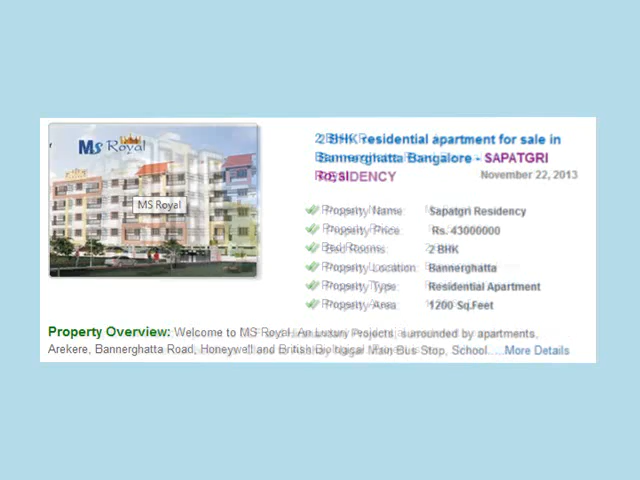 MS Royal
MS Royal
2 BHK residential apartment for sale in
Bannerghatta Bangalore - SAPATGRI
RESIDENCY
November 22, 2013
Property Name: Sapatgri Residency
Property Price: Rs. 43000000
Bed Rooms: 2 BHK
Property Location: Bannerghatta
Property Type: Residential Apartment
Property Area: 1200 Sq.Feet
Property Overview: Welcome to MS Royal, An Luxury Projects, surrounded by apartments,
Arekere, Bannerghatta Road, Honeywell and British Biologicals
Nagar Main Bus Stop, School.....More Details